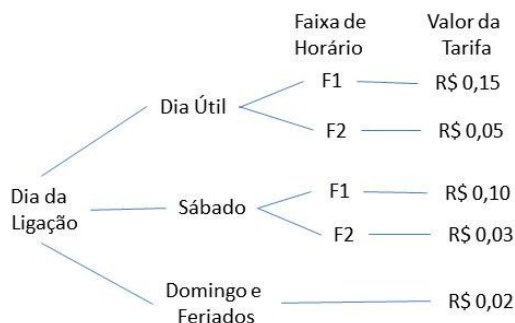 Faixa de
Horário
Valor da
Tarifa
F1
R$ 0,15
Dia Útil
F2
R$ 0,05
Dia da
Ligação
Sábado
F1
R$ 0,10
F2
R$ 0,03
Domingo e
Feriados
R$ 0,02